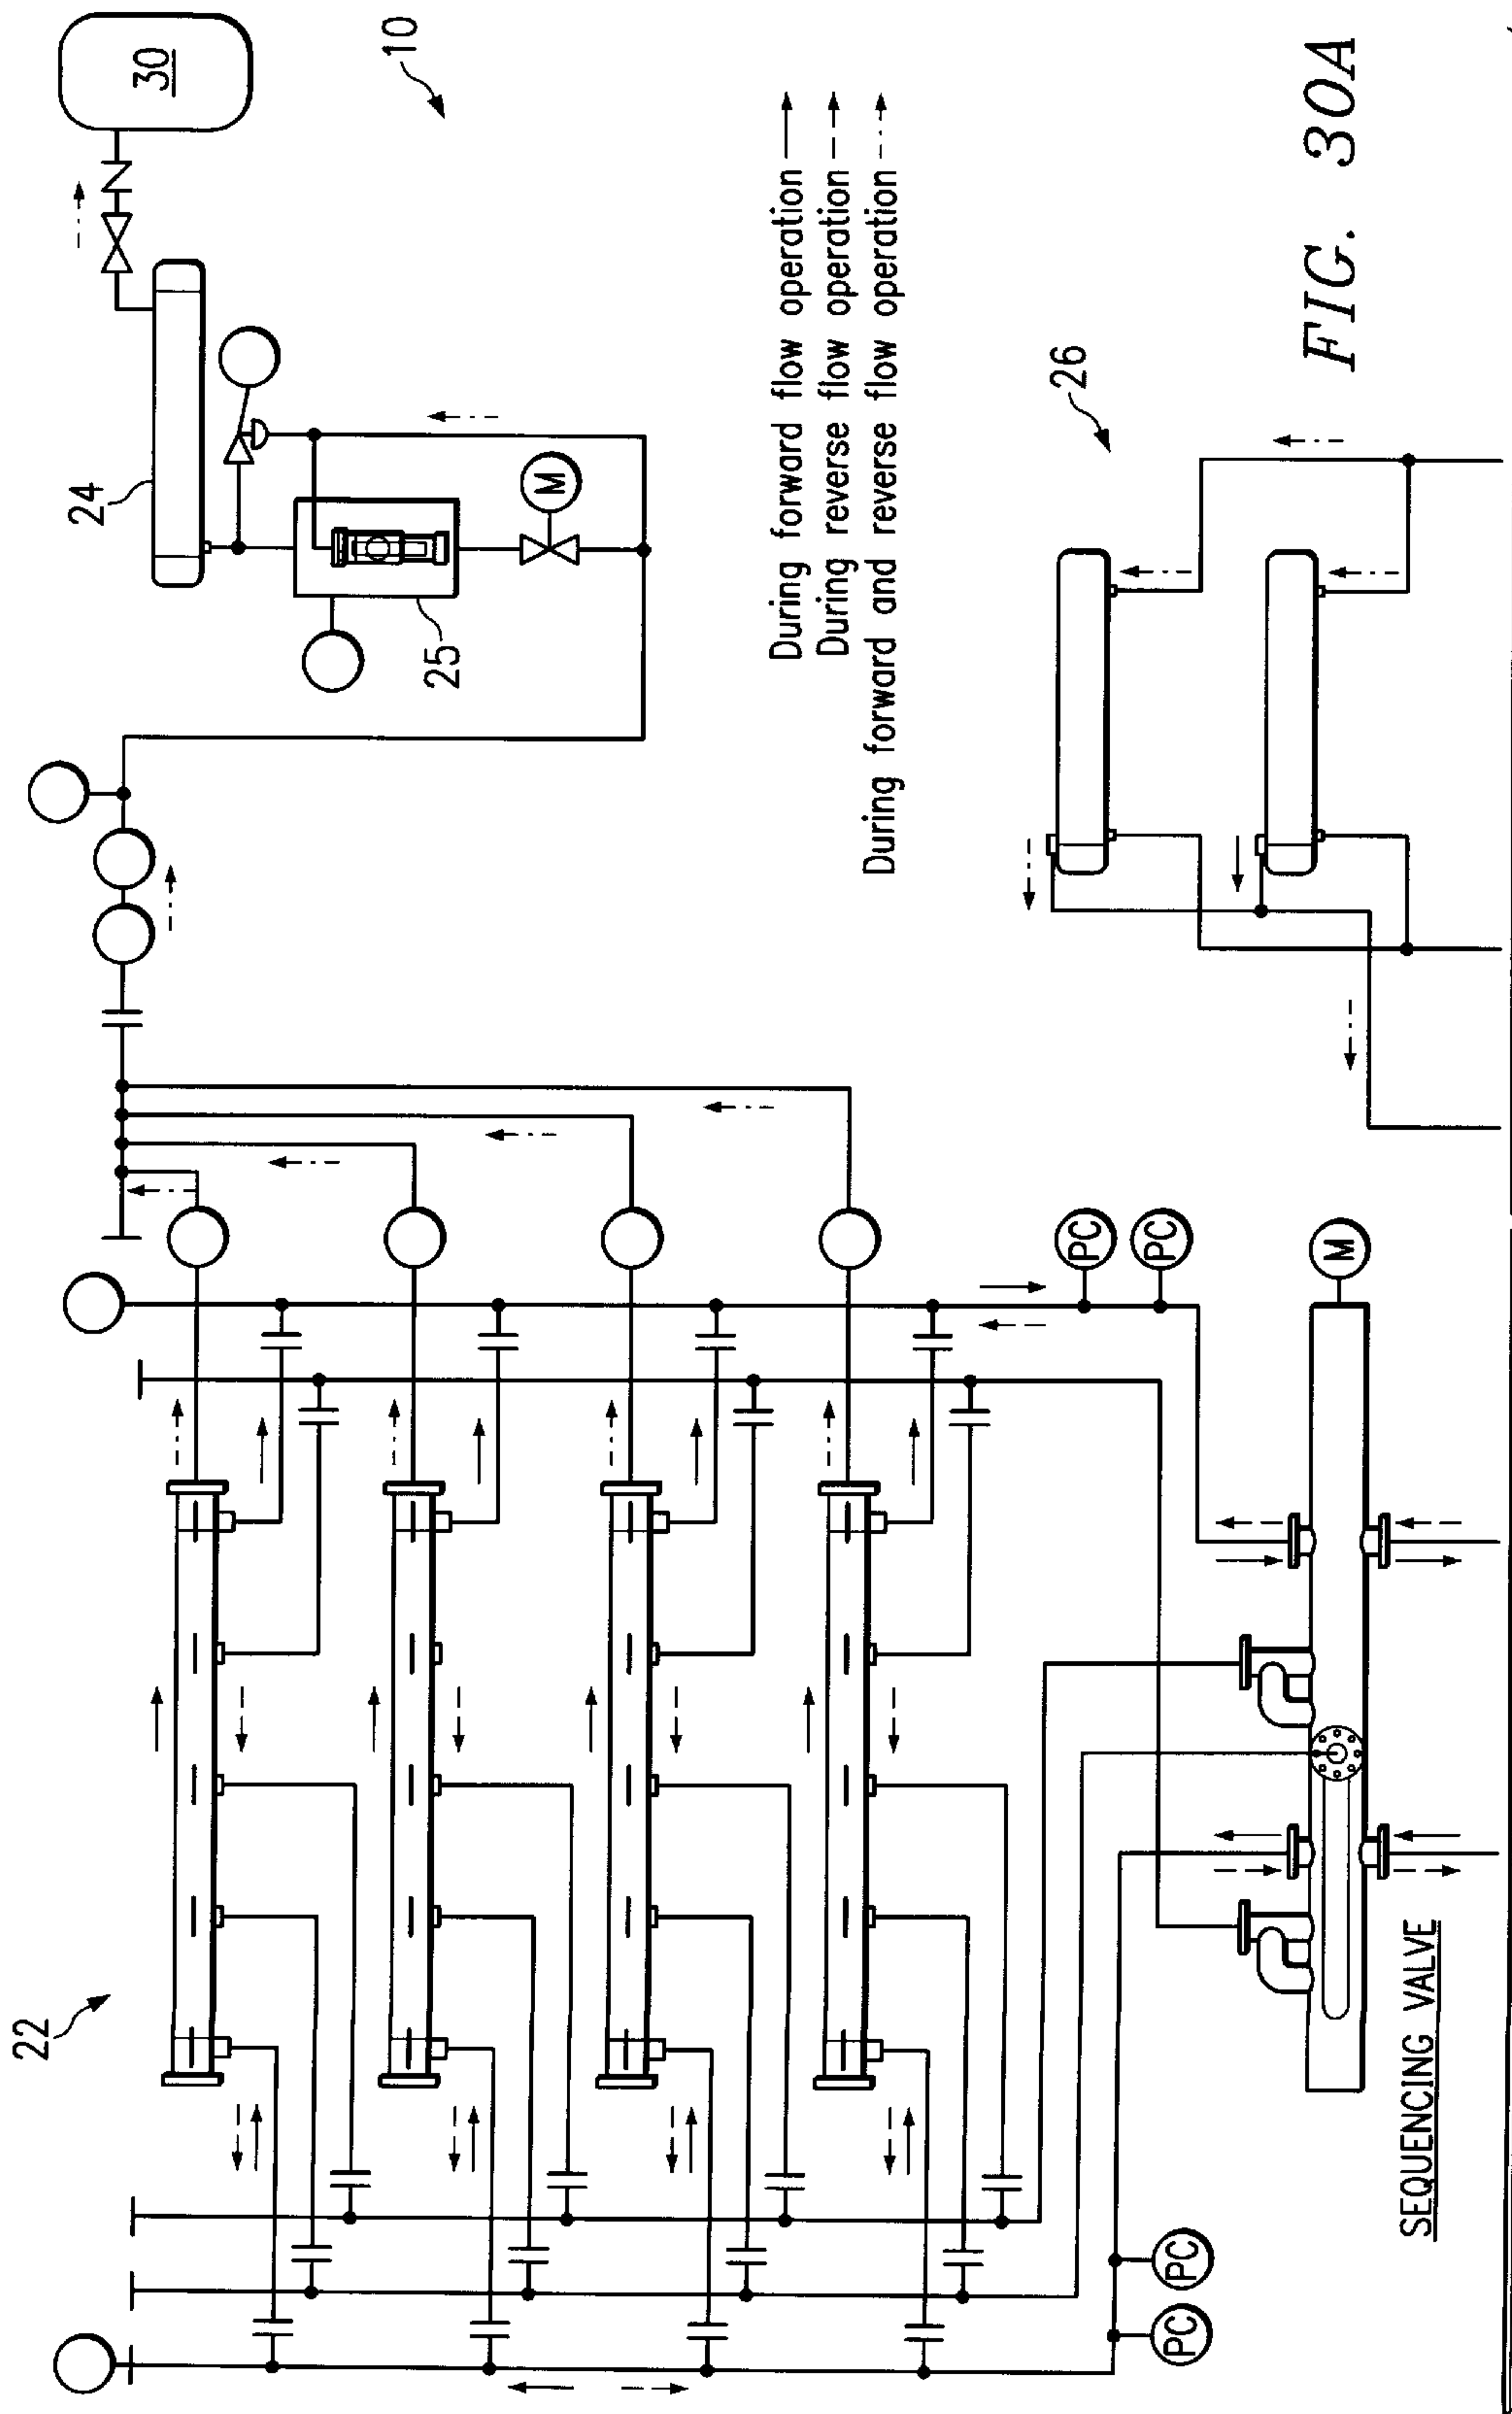 22
24
30
25
M
10
During forward flow operation
During reverse flow operation
During forward and reverse flow operation
26
PC
PC
PC
PC
M
SEQUENCING VALVE
FIG. 30A